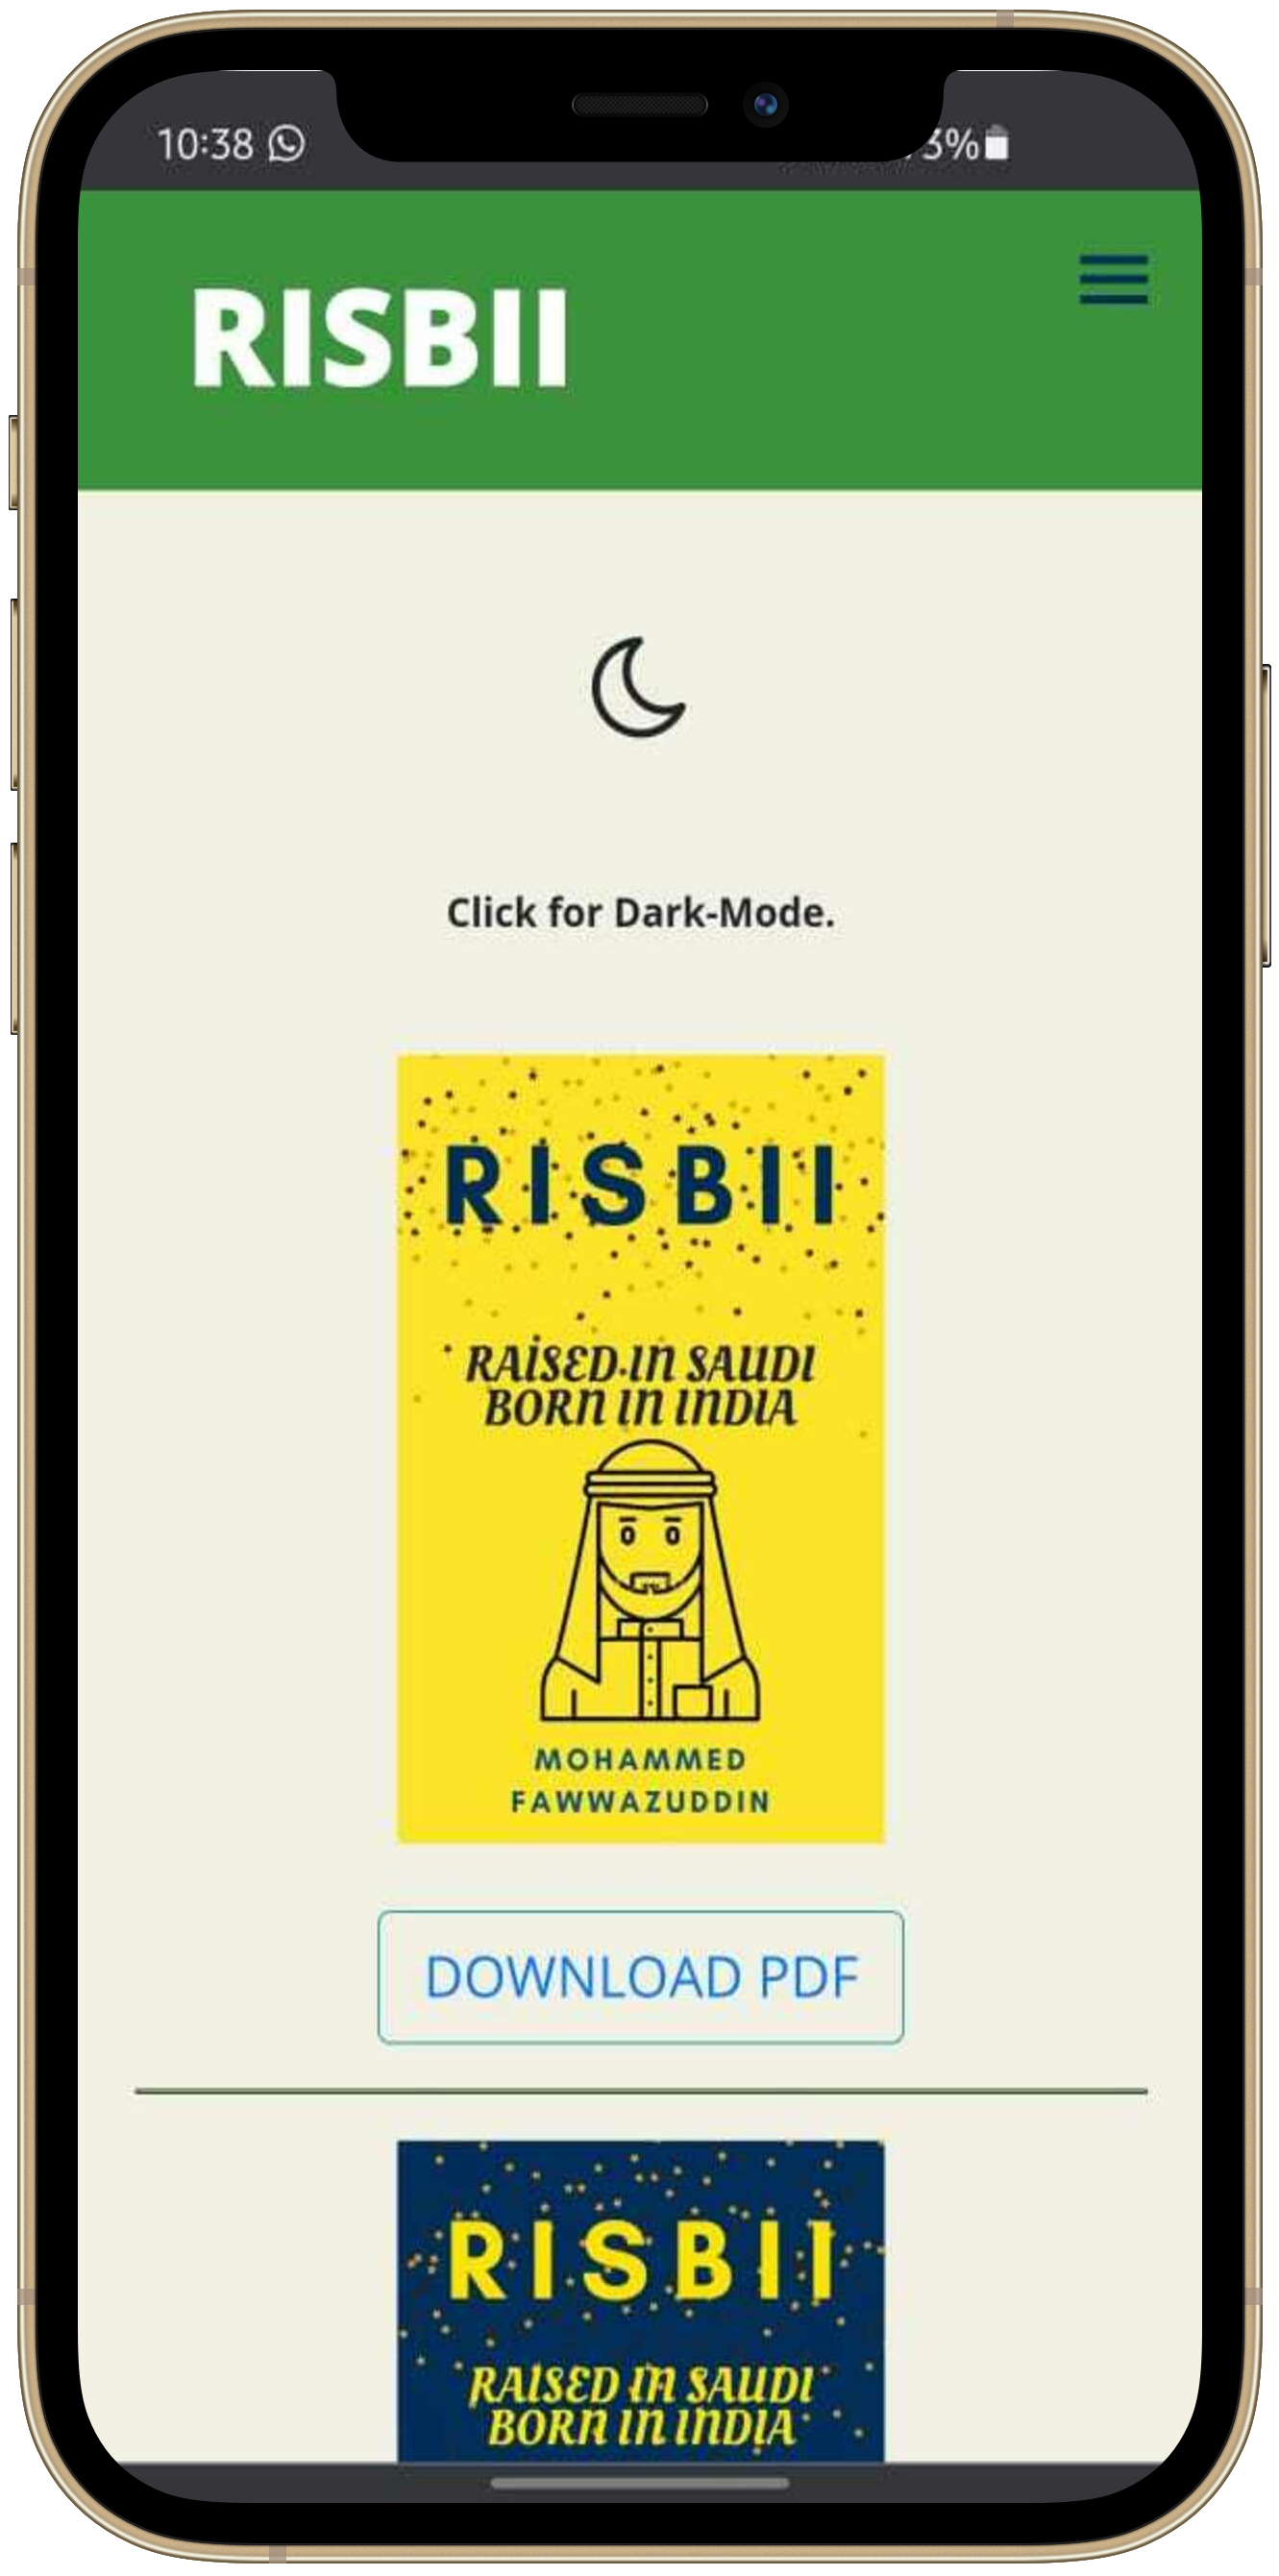 10:38
3%
RISBII
Click for Dark-Mode.
RISBII
RAISED IN SAUDI
BORN IN INDIA
MOHAMMED
FAWWAZUDDIN
DOWNLOAD PDF
RISBII
RAISED IN SAUDI
BORN IN INDIA